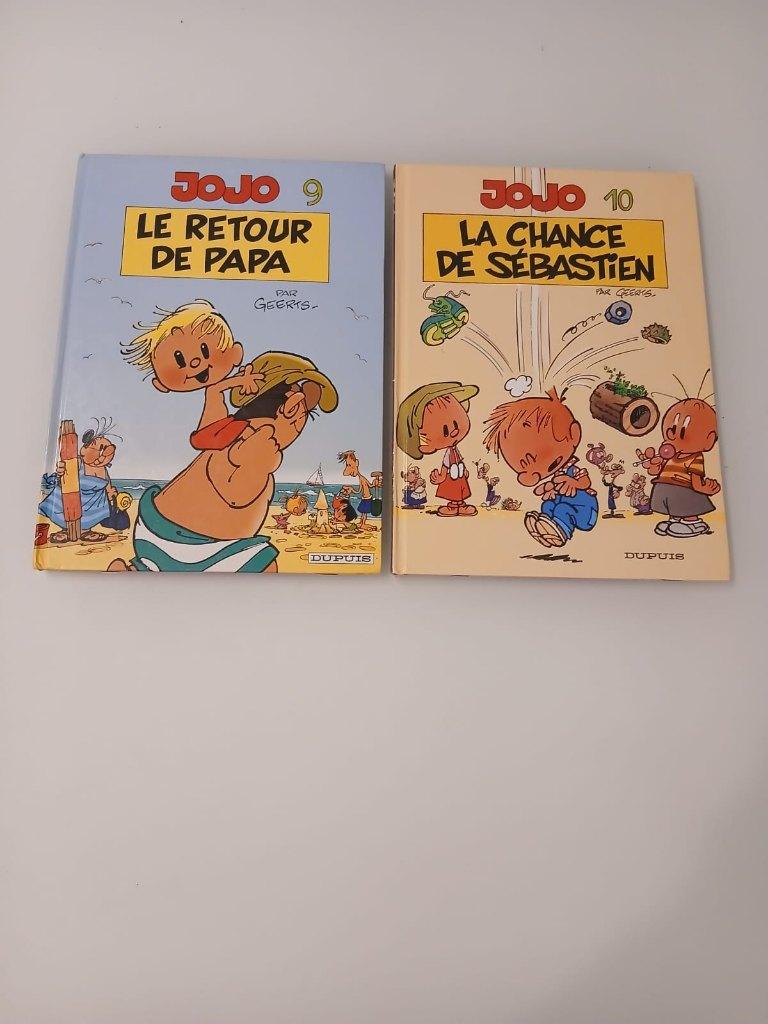 JOJO 9
LE RETOUR
DE PAPA
PAR
GEERTS
DUPUIS
JOJO 10
LA CHANCE
DE SÉBASTIEN
PAR GEERTS
DUPUIS